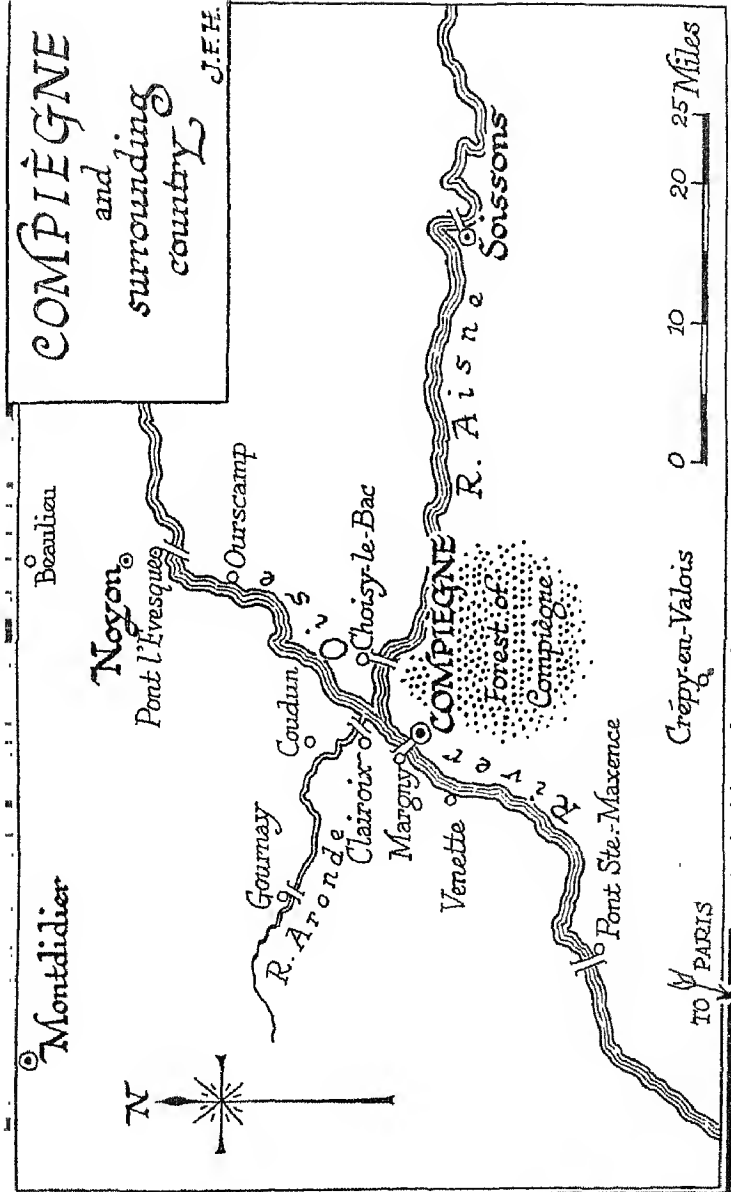 COMPIÈGNE
and
surrounding
country
J.F.H.
Montdidier
N
Beaulieu
Noyon
Pont l'Evesque
Ourscamp
Gournay
Coudun
R. Aronde
Clairoix
Choisy-le-Bac
Margny
COMPIEGNE
Venette
River Oise
R. Aisne
Soissons
Forest of
Compiègne
Pont Ste.-Maxence
Crépy-en-Valois
TO PARIS
0 10 20 25 Miles